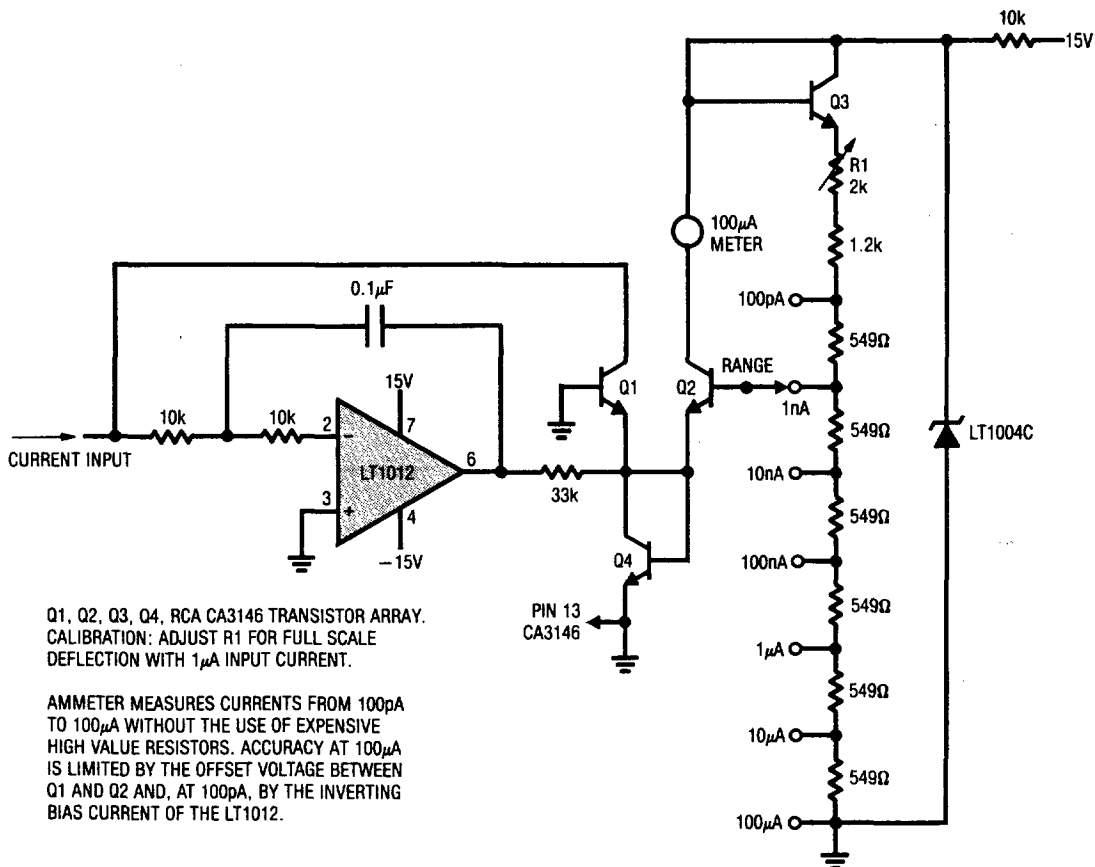 10k
15V
Q3
R1
2k
100µA
METER
1.2k
0.1µF
100pA
549Ω
RANGE
15V
Q1
Q2
1nA
10k
10k
2
−
7
549Ω
LT1004C
CURRENT INPUT
LT1012
6
10nA
3
+
4
33k
549Ω
−15V
Q4
100nA
549Ω
PIN 13
CA3146
Q1, Q2, Q3, Q4, RCA CA3146 TRANSISTOR ARRAY.
CALIBRATION: ADJUST R1 FOR FULL SCALE
DEFLECTION WITH 1µA INPUT CURRENT.
1µA
549Ω
AMMETER MEASURES CURRENTS FROM 100pA
TO 100µA WITHOUT THE USE OF EXPENSIVE
HIGH VALUE RESISTORS. ACCURACY AT 100µA
IS LIMITED BY THE OFFSET VOLTAGE BETWEEN
Q1 AND Q2 AND, AT 100pA, BY THE INVERTING
BIAS CURRENT OF THE LT1012.
10µA
549Ω
100µA